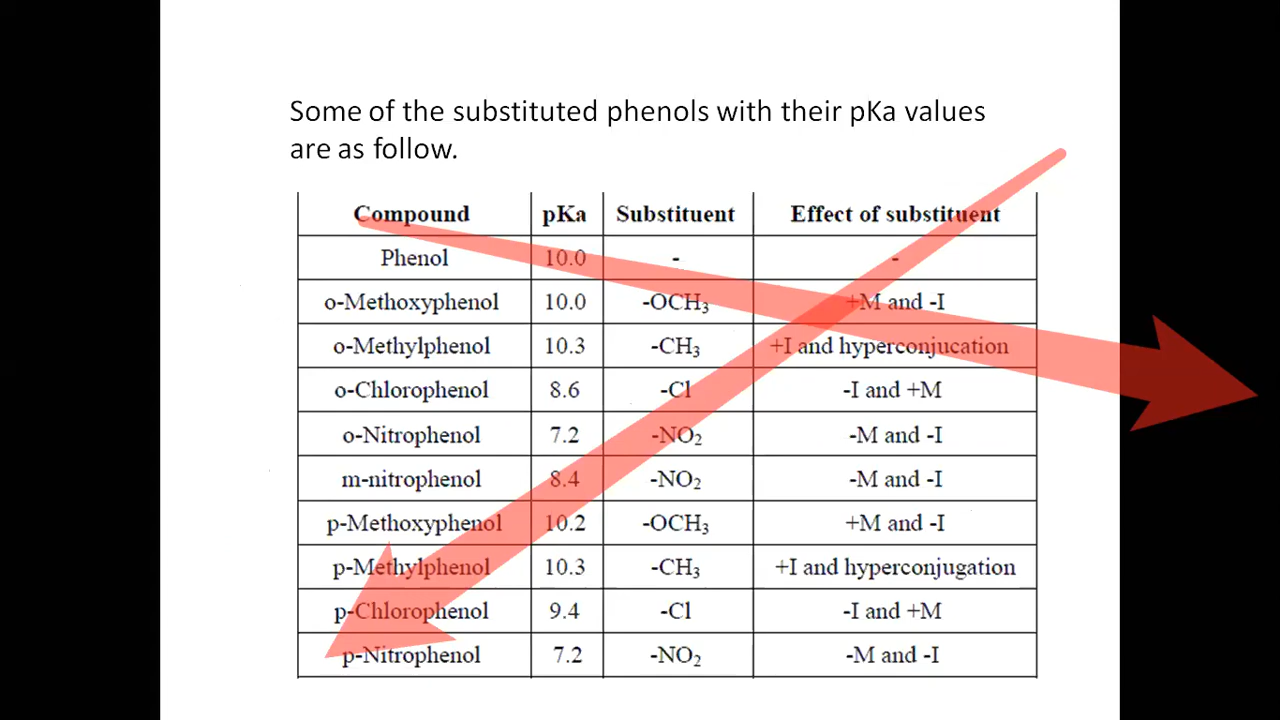 Some of the substituted phenols with their pKa values
are as follow.
Compound pKa Substituent Effect of substituent
Phenol 10.0 - -
o-Methoxyphenol 10.0 -OCH₃ +M and -I
o-Methylphenol 10.3 -CH₃ +I and hyperconjucation
o-Chlorophenol 8.6 -Cl -I and +M
o-Nitrophenol 7.2 -NO₂ -M and -I
m-nitrophenol 8.4 -NO₂ -M and -I
p-Methoxyphenol 10.2 -OCH₃ +M and -I
p-Methylphenol 10.3 -CH₃ +I and hyperconjugation
p-Chlorophenol 9.4 -Cl -I and +M
p-Nitrophenol 7.2 -NO₂ -M and -I